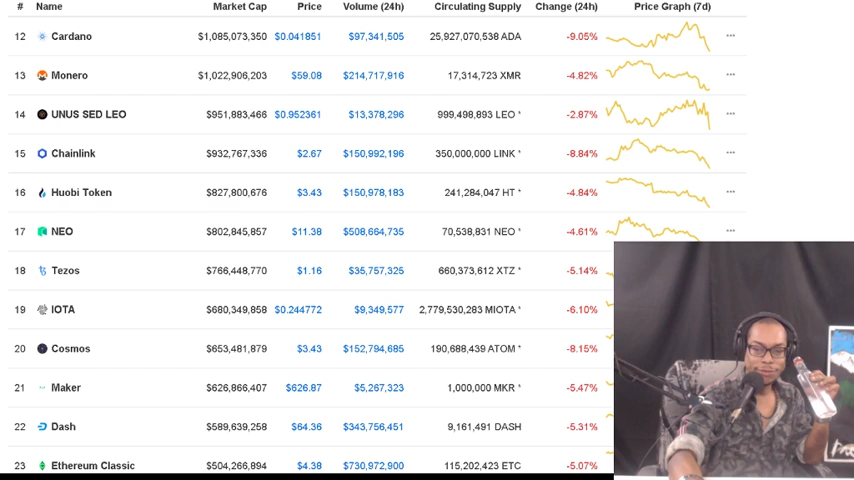 # Name Market Cap Price Volume (24h) Circulating Supply Change (24h) Price Graph (7d)
12 Cardano $1,085,073,350 $0.041851 $97,341,505 25,927,070,538 ADA -9.05%
13 Monero $1,022,906,203 $59.08 $214,717,916 17,314,723 XMR -4.82%
14 UNUS SED LEO $951,883,466 $0.952361 $13,378,296 999,498,893 LEO * -2.87%
15 Chainlink $932,767,336 $2.67 $150,992,196 350,000,000 LINK * -8.84%
16 Huobi Token $827,800,676 $3.43 $150,978,183 241,284,047 HT * -4.84%
17 NEO $802,845,857 $11.38 $508,664,735 70,538,831 NEO * -4.61%
18 Tezos $766,448,770 $1.16 $35,757,325 660,373,612 XTZ * -5.14%
19 IOTA $680,349,858 $0.244772 $9,349,577 2,779,530,283 MIOTA * -6.10%
20 Cosmos $653,481,879 $3.43 $152,794,685 190,688,439 ATOM * -8.15%
21 Maker $626,866,407 $626.87 $5,267,323 1,000,000 MKR * -5.47%
22 Dash $589,639,258 $64.36 $343,756,451 9,161,491 DASH -5.31%
23 Ethereum Classic $504,266,894 $4.38 $730,972,900 115,202,423 ETC -5.07%